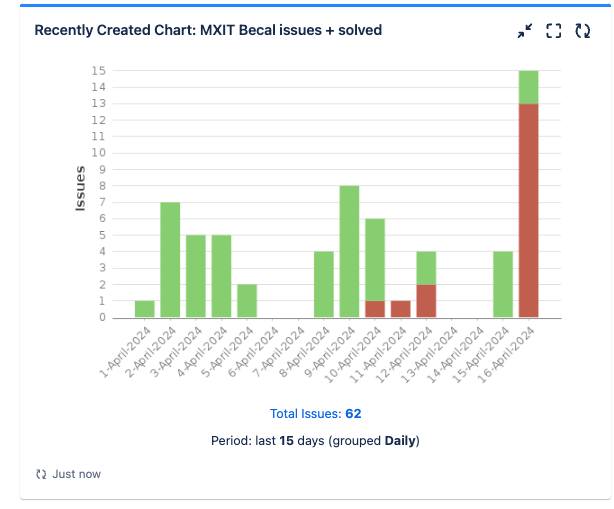 Recently Created Chart: MXIT Becal issues + solved
15
14
13
12
11
10
9
8
7
6
5
4
3
2
1
0
Issues
1-April-2024
2-April-2024
3-April-2024
4-April-2024
5-April-2024
6-April-2024
7-April-2024
8-April-2024
9-April-2024
10-April-2024
11-April-2024
12-April-2024
13-April-2024
14-April-2024
15-April-2024
16-April-2024
Total Issues: 62
Period: last 15 days (grouped Daily)
Just now